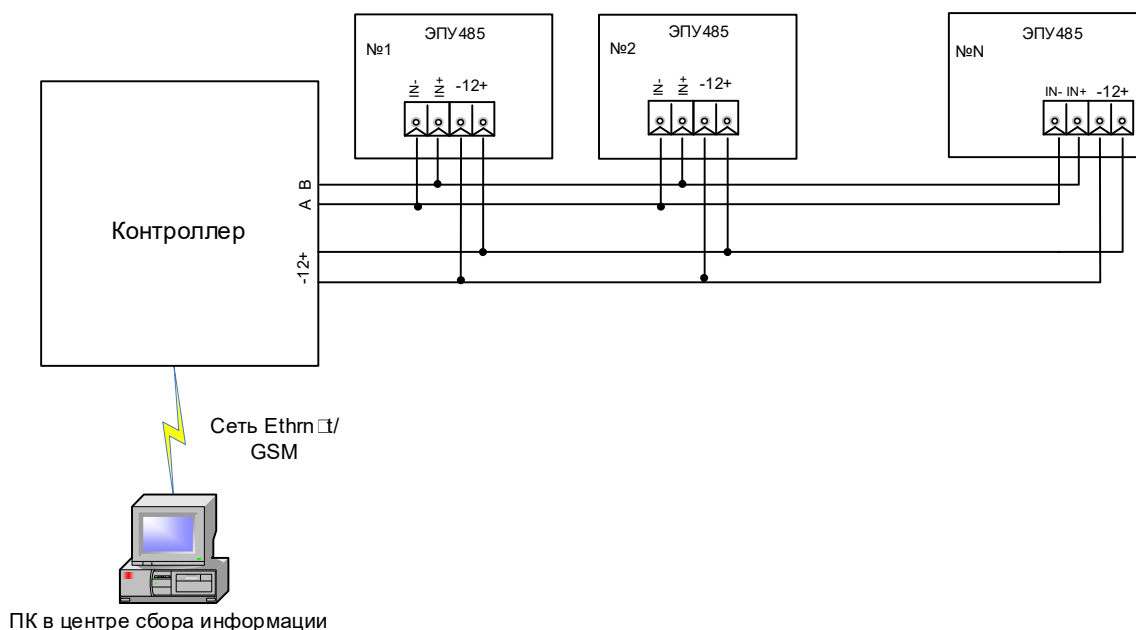 ЭПУ485
№1
IN- IN+ -12+
ЭПУ485
№2
IN- IN+ -12+
ЭПУ485
№N
IN- IN+ -12+
B
A
-12+
Контроллер
Сеть Ethrn□t/
GSM
ПК в центре сбора информации